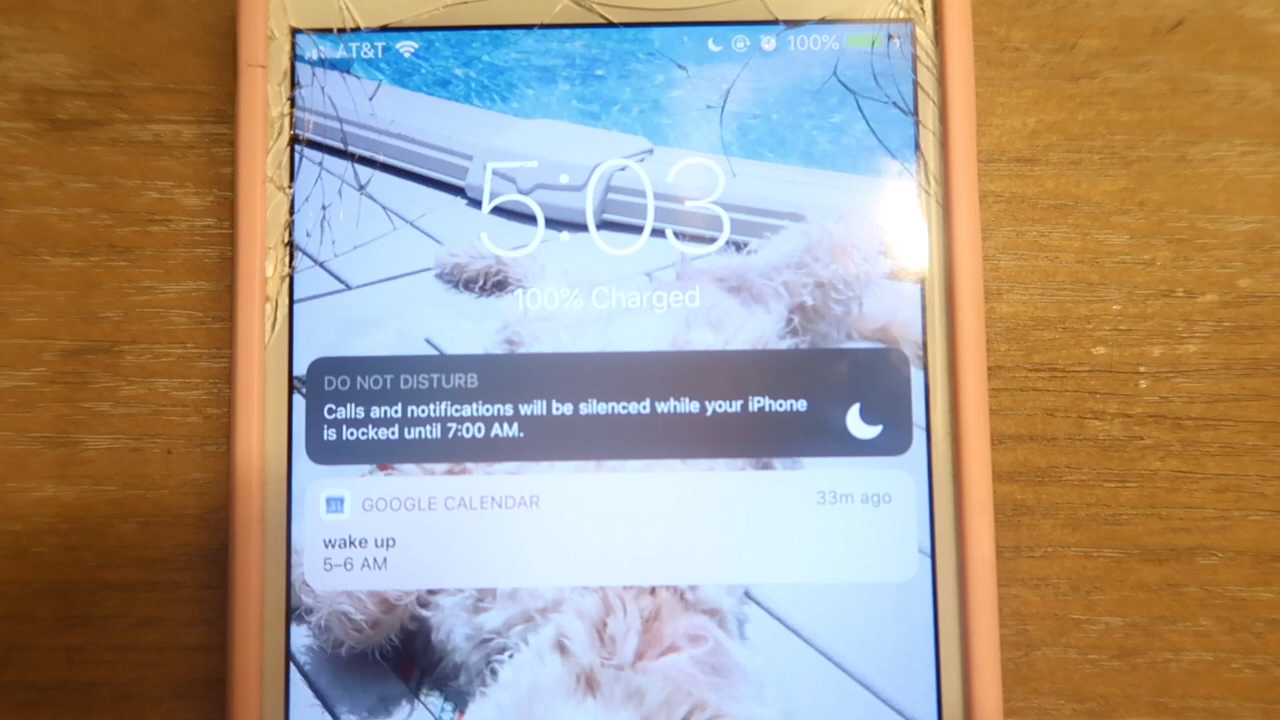 AT&T 100%
5:03
100% Charged
DO NOT DISTURB
Calls and notifications will be silenced while your iPhone
is locked until 7:00 AM.
31 GOOGLE CALENDAR 33m ago
wake up
5–6 AM